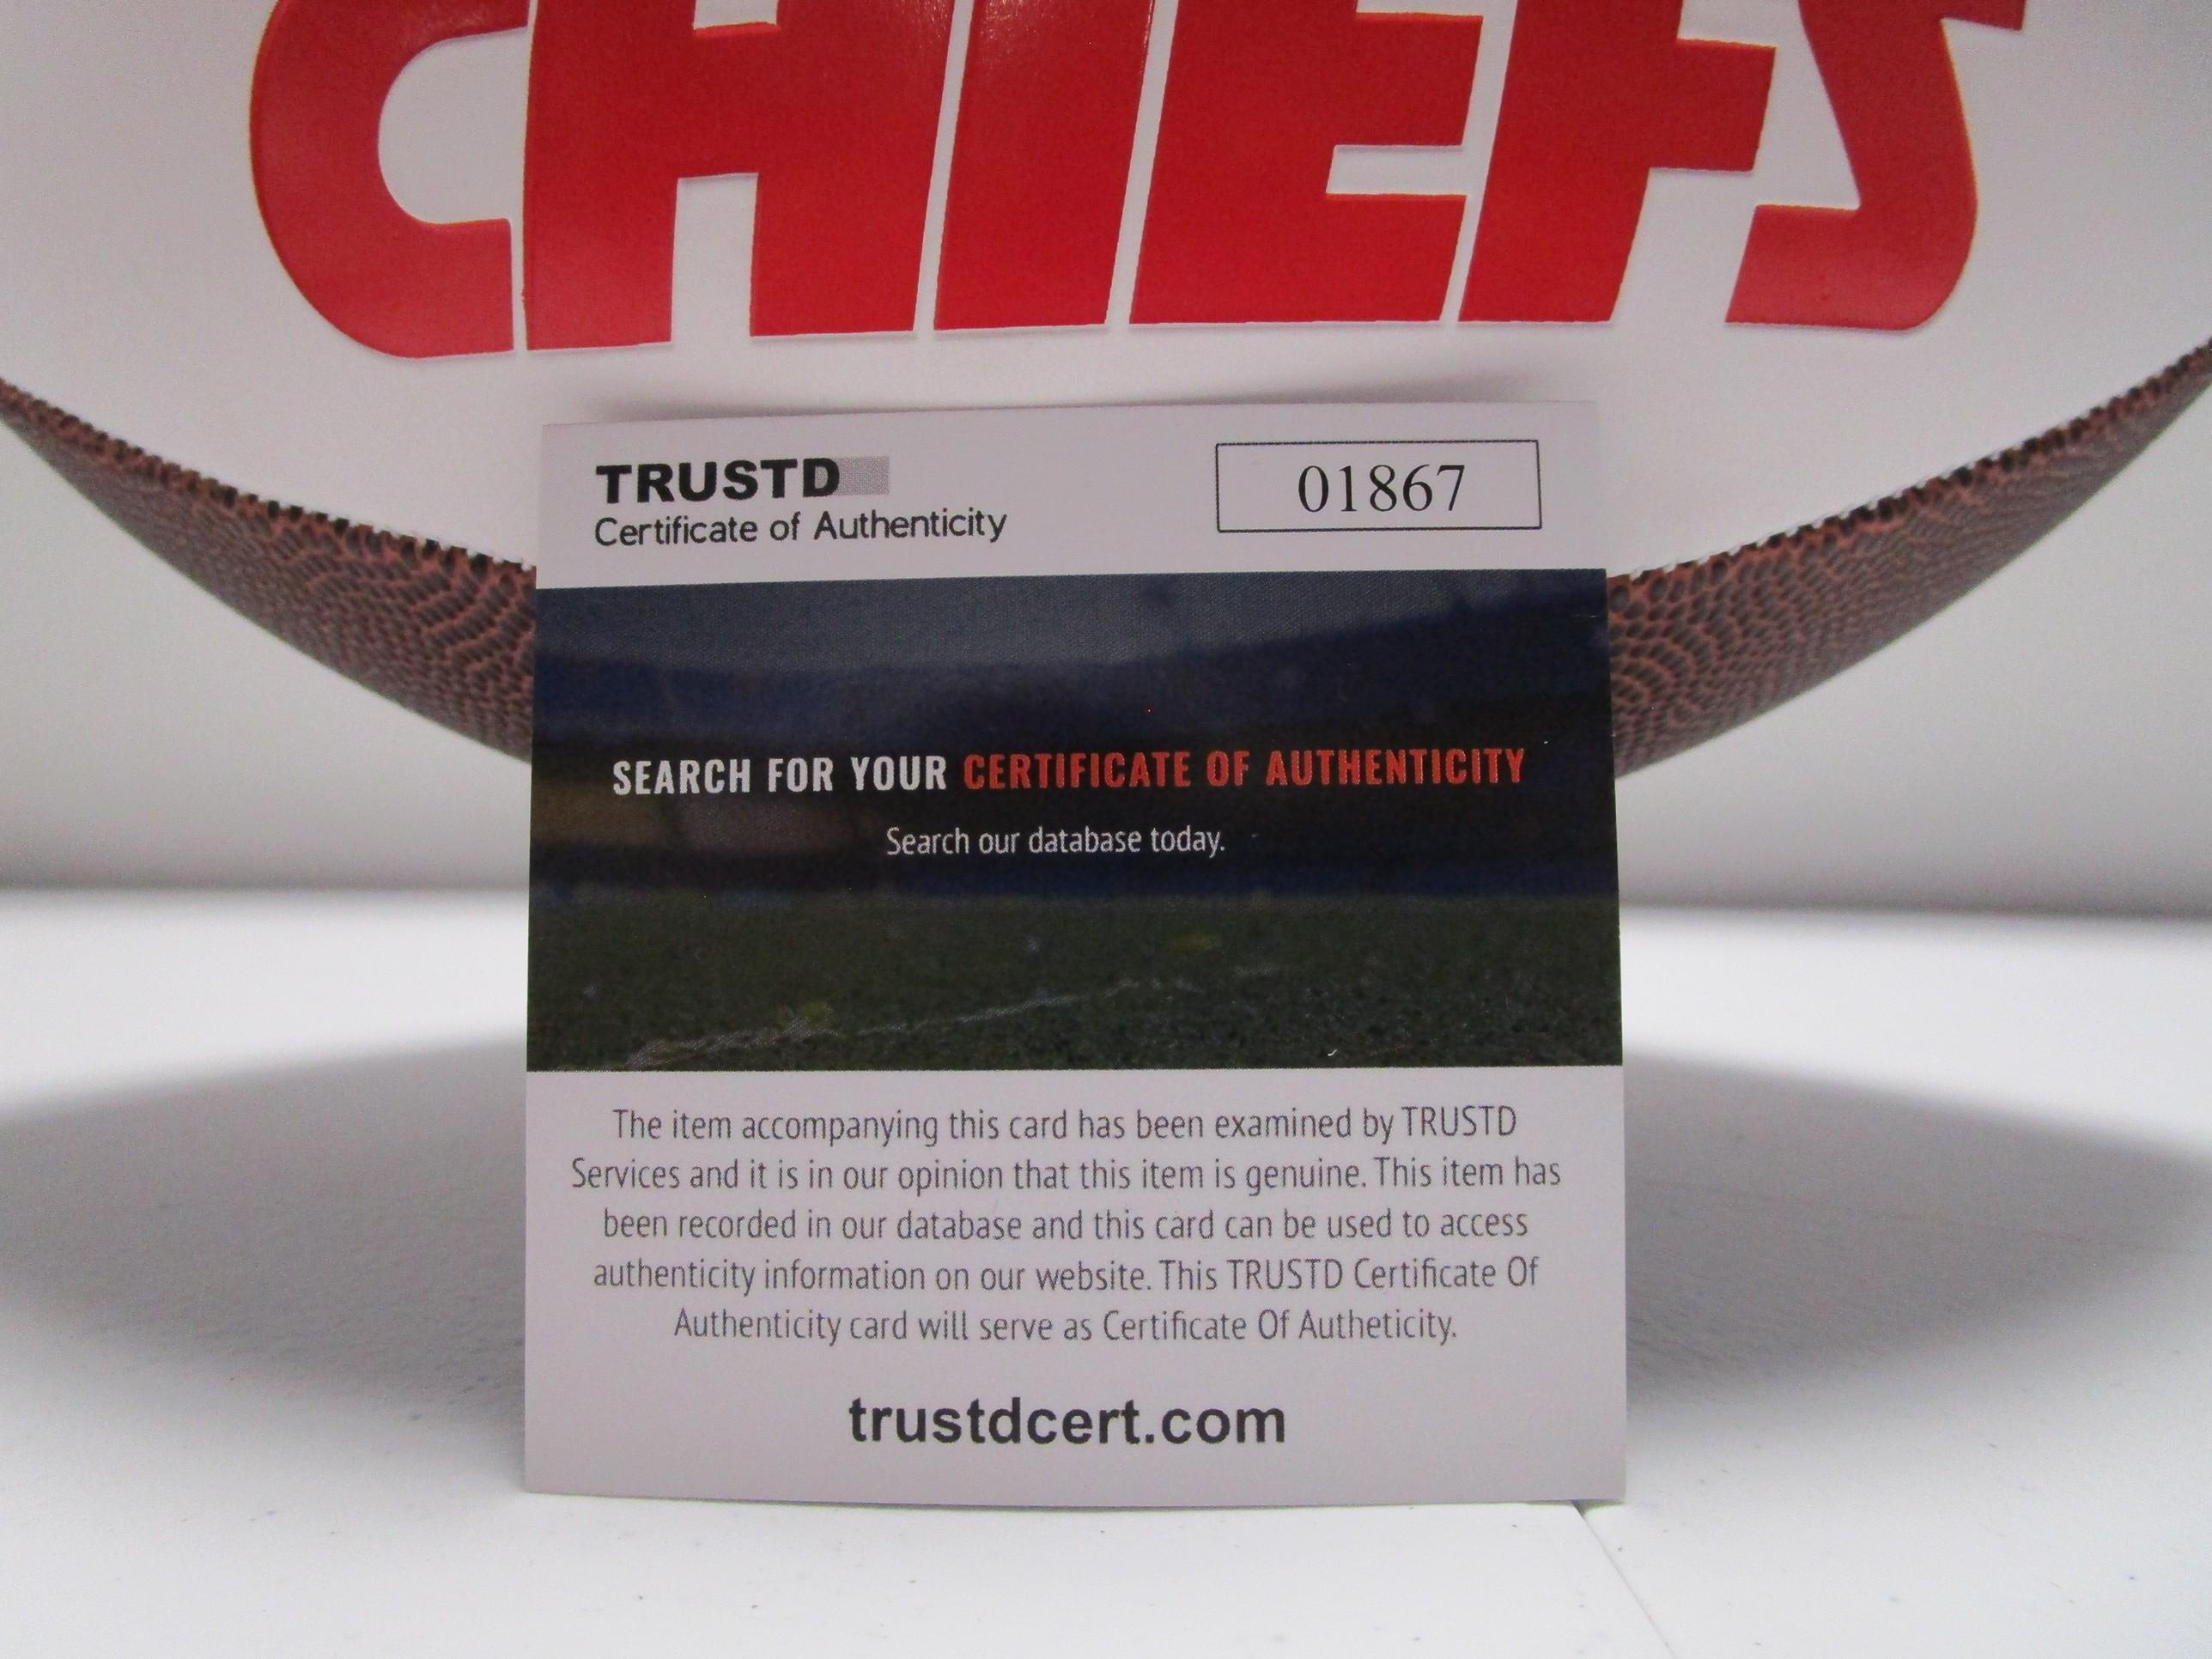 CHIEFS
TRUSTD
Certificate of Authenticity
01867
SEARCH FOR YOUR CERTIFICATE OF AUTHENTICITY
Search our database today.
The item accompanying this card has been examined by TRUSTD
Services and it is in our opinion that this item is genuine. This item has
been recorded in our database and this card can be used to access
authenticity information on our website. This TRUSTD Certificate Of
Authenticity card will serve as Certificate Of Autheticity.
trustdcert.com